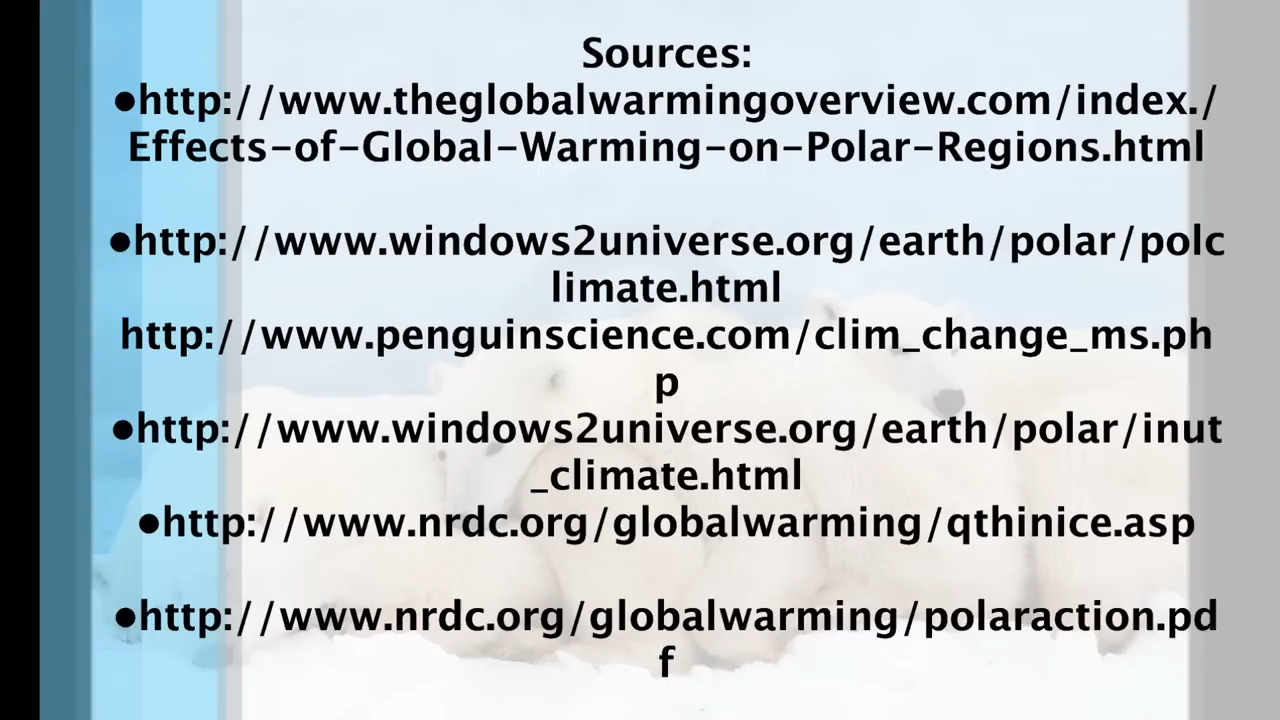 Sources:
•http://www.theglobalwarmingoverview.com/index./
Effects-of-Global-Warming-on-Polar-Regions.html
•http://www.windows2universe.org/earth/polar/polc
limate.html
http://www.penguinscience.com/clim_change_ms.ph
p
•http://www.windows2universe.org/earth/polar/inut
_climate.html
•http://www.nrdc.org/globalwarming/qthinice.asp
•http://www.nrdc.org/globalwarming/polaraction.pd
f